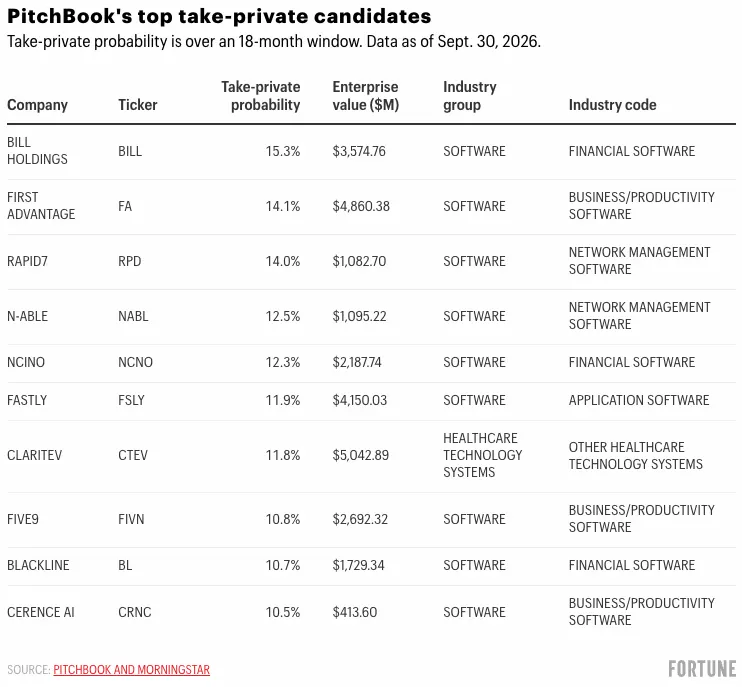 PitchBook's top take-private candidates
Take-private probability is over an 18-month window. Data as of Sept. 30, 2026.
Company Ticker Take-private probability Enterprise value ($M) Industry group Industry code
BILL HOLDINGS BILL 15.3% $3,574.76 SOFTWARE FINANCIAL SOFTWARE
FIRST ADVANTAGE FA 14.1% $4,860.38 SOFTWARE BUSINESS/PRODUCTIVITY SOFTWARE
RAPID7 RPD 14.0% $1,082.70 SOFTWARE NETWORK MANAGEMENT SOFTWARE
N-ABLE NABL 12.5% $1,095.22 SOFTWARE NETWORK MANAGEMENT SOFTWARE
NCINO NCNO 12.3% $2,187.74 SOFTWARE FINANCIAL SOFTWARE
FASTLY FSLY 11.9% $4,150.03 SOFTWARE APPLICATION SOFTWARE
CLARITEV CTEV 11.8% $5,042.89 HEALTHCARE TECHNOLOGY SYSTEMS OTHER HEALTHCARE TECHNOLOGY SYSTEMS
FIVE9 FIVN 10.8% $2,692.32 SOFTWARE BUSINESS/PRODUCTIVITY SOFTWARE
BLACKLINE BL 10.7% $1,729.34 SOFTWARE FINANCIAL SOFTWARE
CERENCE AI CRNC 10.5% $413.60 SOFTWARE BUSINESS/PRODUCTIVITY SOFTWARE
SOURCE: PITCHBOOK AND MORNINGSTAR
FORTUNE